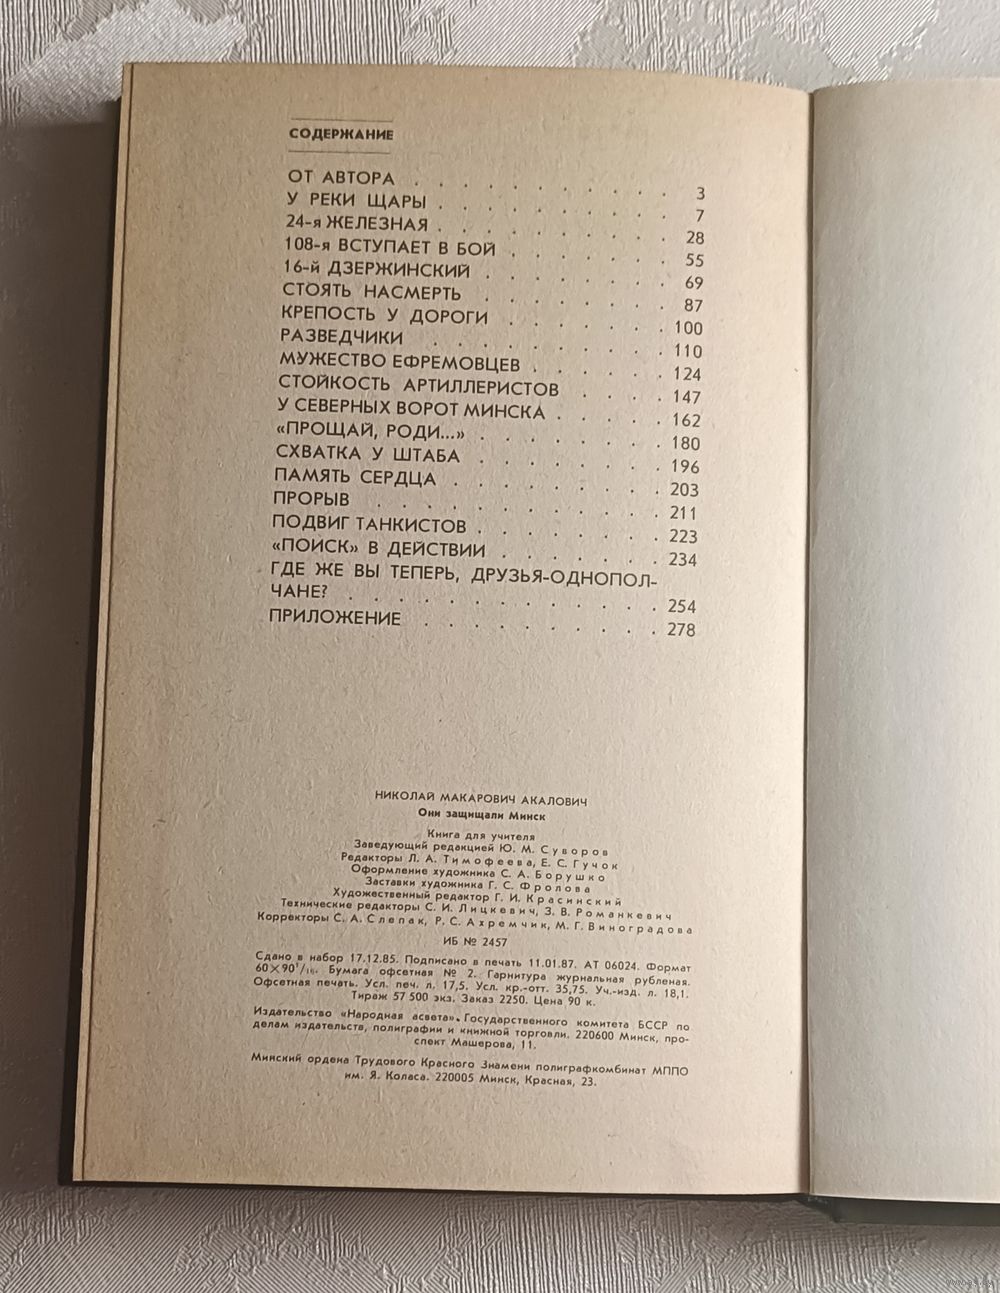 СОДЕРЖАНИЕ
ОТ АВТОРА . . . . . . . . . . . 3
У РЕКИ ЩАРЫ . . . . . . . . . . 7
24-я ЖЕЛЕЗНАЯ . . . . . . . . . . 28
108-я ВСТУПАЕТ В БОЙ . . . . . . . 55
16-й ДЗЕРЖИНСКИЙ . . . . . . . . 69
СТОЯТЬ НАСМЕРТЬ . . . . . . . . 87
КРЕПОСТЬ У ДОРОГИ . . . . . . . 100
РАЗВЕДЧИКИ . . . . . . . . . . 110
МУЖЕСТВО ЕФРЕМОВЦЕВ . . . . . . 124
СТОЙКОСТЬ АРТИЛЛЕРИСТОВ . . . . 147
У СЕВЕРНЫХ ВОРОТ МИНСКА . . . . . 162
«ПРОЩАЙ, РОДИ...» . . . . . . . . 180
СХВАТКА У ШТАБА . . . . . . . . 196
ПАМЯТЬ СЕРДЦА . . . . . . . . . 203
ПРОРЫВ . . . . . . . . . . . . 211
ПОДВИГ ТАНКИСТОВ . . . . . . . . 223
«ПОИСК» В ДЕЙСТВИИ . . . . . . . 234
ГДЕ ЖЕ ВЫ ТЕПЕРЬ, ДРУЗЬЯ-ОДНОПОЛ-
ЧАНЕ? . . . . . . . . . . . . . 254
ПРИЛОЖЕНИЕ . . . . . . . . . . 278
НИКОЛАЙ МАКАРОВИЧ АКАЛОВИЧ
Они защищали Минск
Книга для учителя
Заведующий редакцией Ю. М. Суворов
Редакторы Л. А. Тимофеева, Е. С. Гучок
Оформление художника С. А. Борушко
Заставки художника Г. С. Фролова
Художественный редактор Г. И. Красинский
Технические редакторы С. И. Лицкевич, З. В. Романкевич
Корректоры С. А. Слепак, Р. С. Ахремчик, М. Г. Виноградова
ИБ № 2457
Сдано в набор 17.12.85. Подписано в печать 11.01.87. АТ 06024. Формат
60×90¹/₁₆. Бумага офсетная № 2. Гарнитура журнальная рубленая.
Офсетная печать. Усл. печ. л. 17,5. Усл. кр.-отт. 35,75. Уч.-изд. л. 18,1.
Тираж 57 500 экз. Заказ 2250. Цена 90 к.
Издательство «Народная асвета». Государственного комитета БССР по
делам издательств, полиграфии и книжной торговли. 220600 Минск, про-
спект Машерова, 11.
Минский ордена Трудового Красного Знамени полиграфкомбинат МППО
им. Я. Коласа. 220005 Минск, Красная, 23.